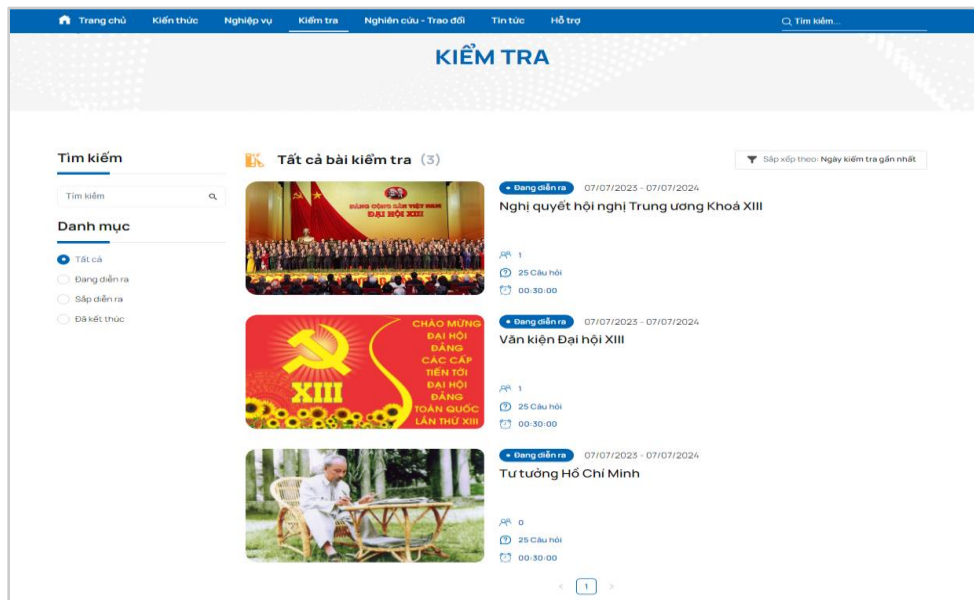 Trang chủ Kiến thức Nghiệp vụ Kiểm tra Nghiên cứu - Trao đổi Tin tức Hỗ trợ Tìm kiếm...
KIỂM TRA
Tìm kiếm
Tìm kiếm
Danh mục
Tất cả
Đang diễn ra
Sắp diễn ra
Đã kết thúc
Tất cả bài kiểm tra (3)
Sắp xếp theo: Ngày kiểm tra gần nhất
ĐẢNG CỘNG SẢN VIỆT NAM
ĐẠI HỘI XIII
• Đang diễn ra 07/07/2023 - 07/07/2024
Nghị quyết hội nghị Trung ương Khoá XIII
1
25 Câu hỏi
00:30:00
XIII
CHÀO MỪNG
ĐẠI HỘI
ĐẢNG
CÁC CẤP
TIẾN TỚI
ĐẠI HỘI
ĐẢNG
TOÀN QUỐC
LẦN THỨ XIII
• Đang diễn ra 07/07/2023 - 07/07/2024
Văn kiện Đại hội XIII
1
25 Câu hỏi
00:30:00
• Đang diễn ra 07/07/2023 - 07/07/2024
Tư tưởng Hồ Chí Minh
0
25 Câu hỏi
00:30:00
< 1 >